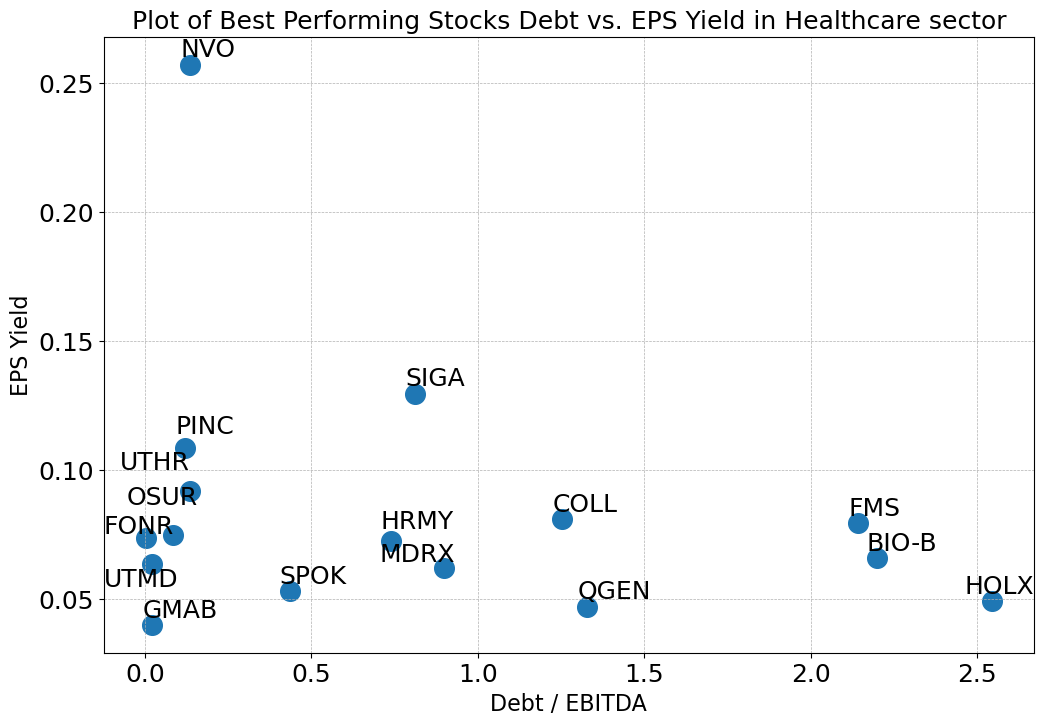 Plot of Best Performing Stocks Debt vs. EPS Yield in Healthcare sector
NVO
0.25
0.20
0.15
EPS Yield
SIGA
PINC
0.10
UTHR
OSUR
COLL
FMS
HRMY
FONR
BIO-B
MDRX
UTMD
SPOK
HOLX
QGEN
0.05
GMAB
0.0 0.5 1.0 1.5 2.0 2.5
Debt / EBITDA